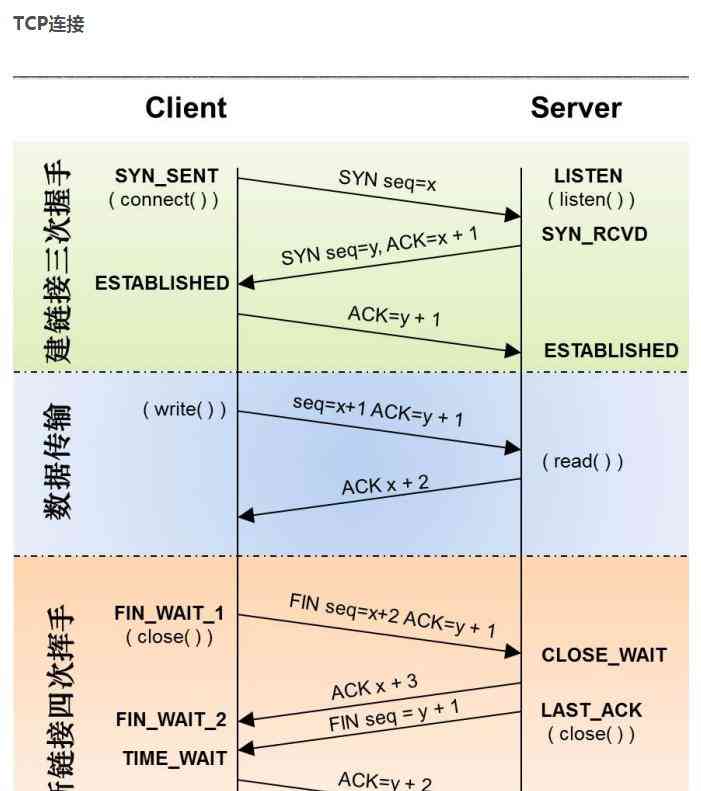 TCP连接
Client
Server
建链接三次握手
SYN_SENT
( connect( ) )
SYN seq=x
LISTEN
( listen( ) )
SYN_RCVD
SYN seq=y, ACK=x + 1
ESTABLISHED
ACK=y + 1
ESTABLISHED
数据传输
( write( ) )
seq=x+1 ACK=y + 1
( read( ) )
ACK x + 2
链接四次挥手
FIN_WAIT_1
( close( ) )
FIN seq=x+2 ACK=y + 1
CLOSE_WAIT
ACK x + 3
FIN_WAIT_2
FIN seq = y + 1
LAST_ACK
( close( ) )
TIME_WAIT
ACK=y + 2